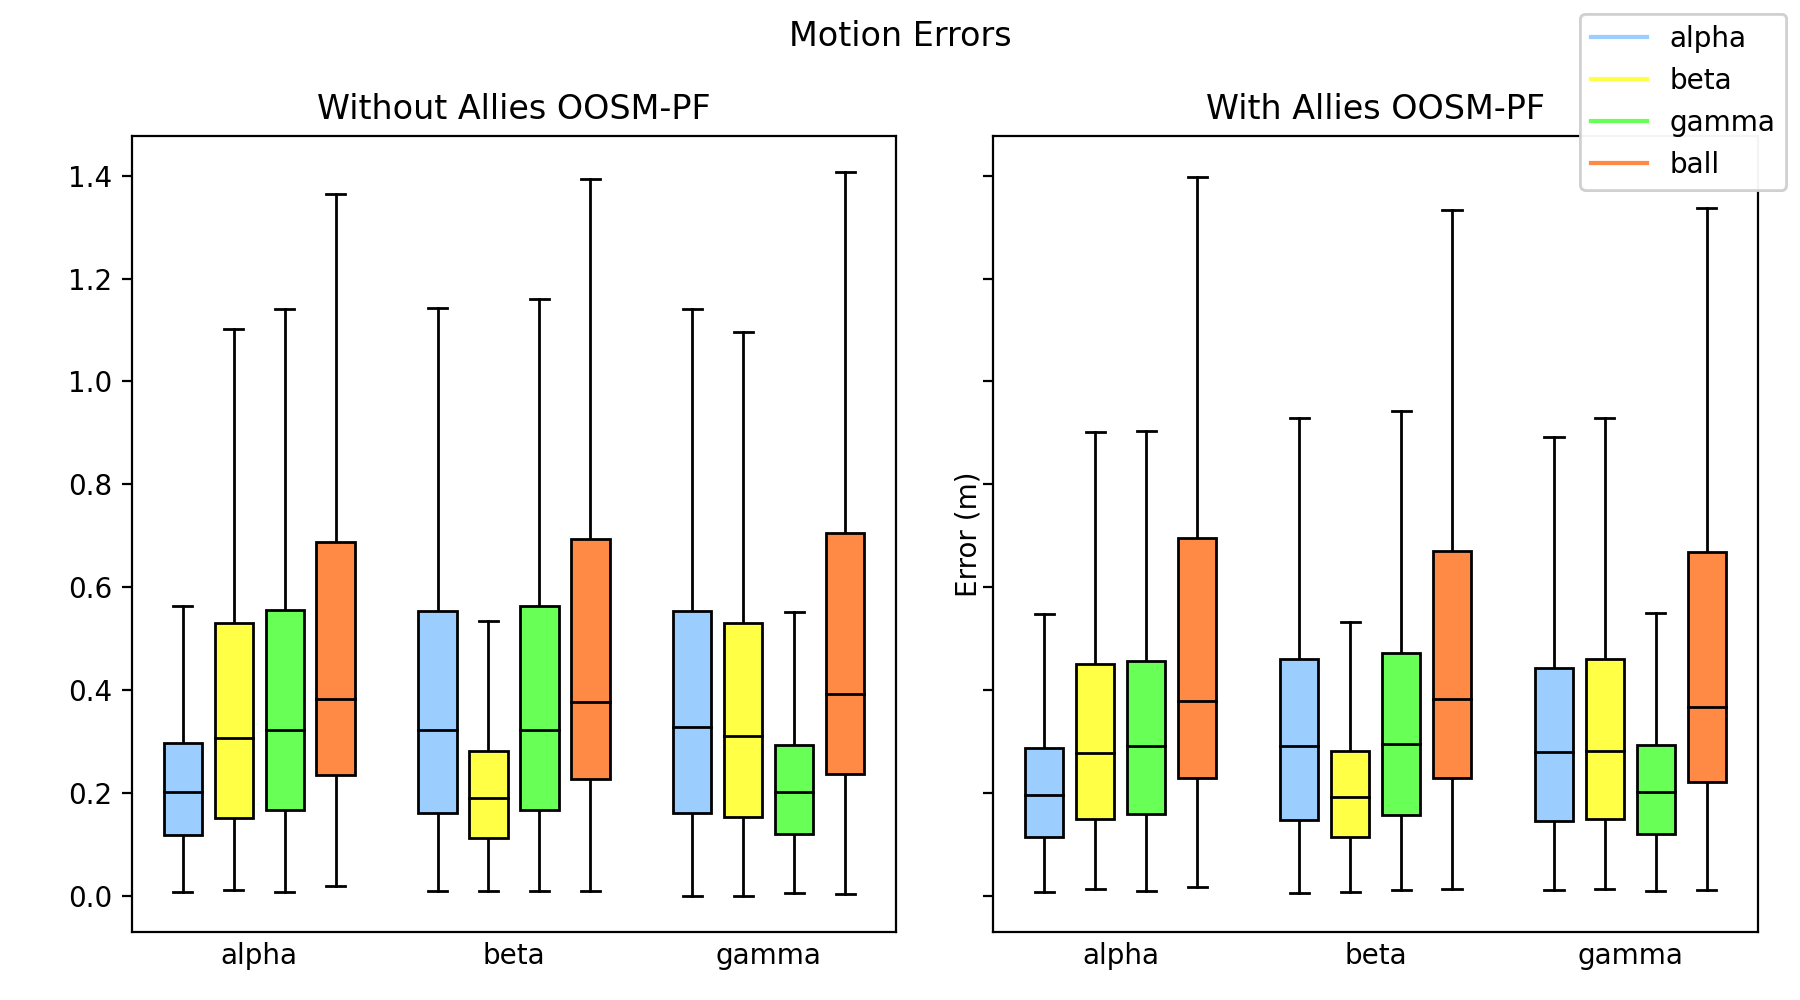 Motion Errors
alpha
beta
gamma
ball
Without Allies OOSM-PF
With Allies OOSM-PF
1.4
1.2
1.0
0.8
0.6
0.4
0.2
0.0
Error (m)
alpha beta gamma
alpha beta gamma